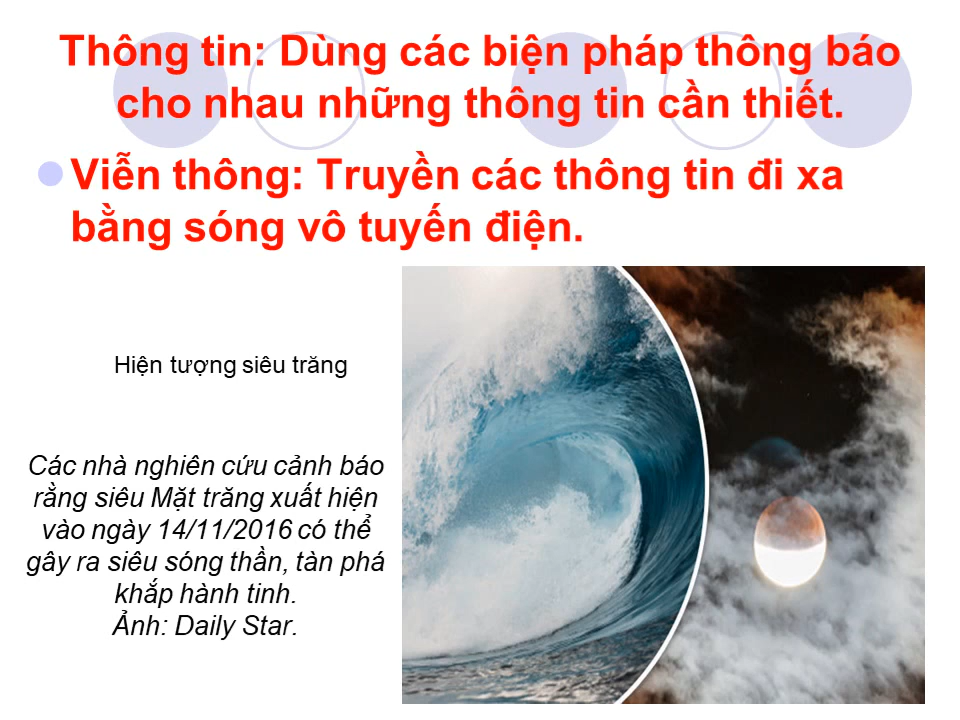 Thông tin: Dùng các biện pháp thông báo
cho nhau những thông tin cần thiết.
Viễn thông: Truyền các thông tin đi xa
bằng sóng vô tuyến điện.
Hiện tượng siêu trăng
Các nhà nghiên cứu cảnh báo
rằng siêu Mặt trăng xuất hiện
vào ngày 14/11/2016 có thể
gây ra siêu sóng thần, tàn phá
khắp hành tinh.
Ảnh: Daily Star.